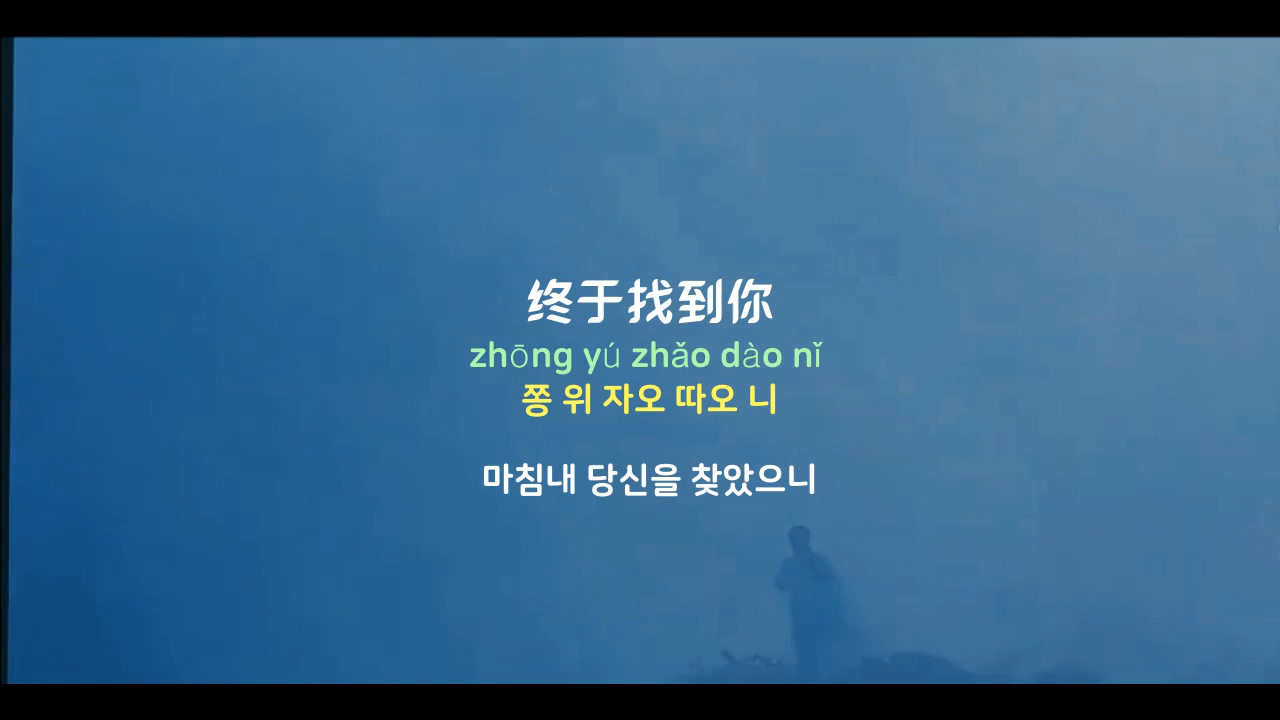 终于找到你
zhōng yú zhǎo dào nǐ
쫑 위 자오 따오 니
마침내 당신을 찾았으니